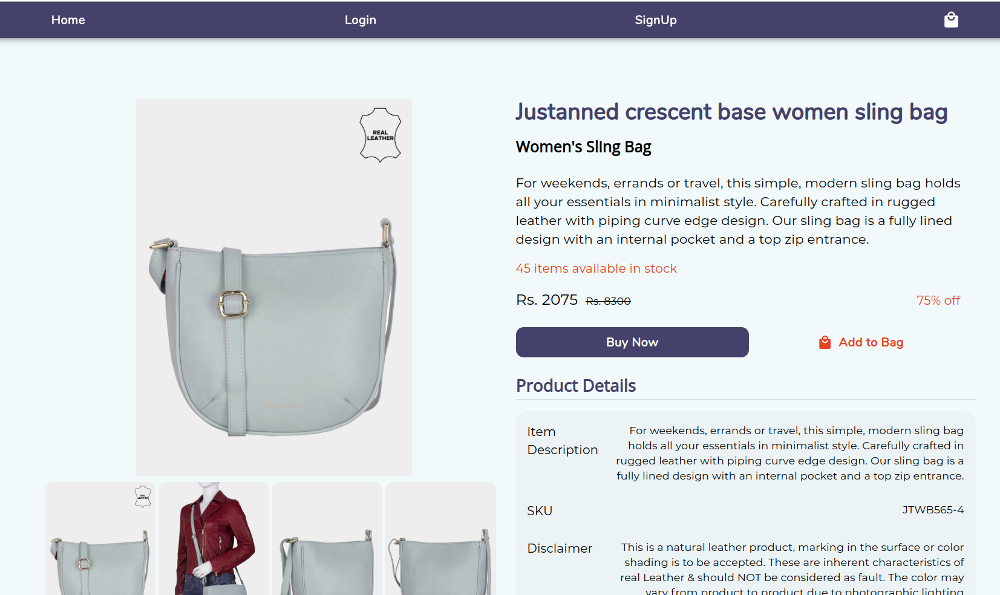 Home
Login
SignUp
REAL
LEATHER
Justanned crescent base women sling bag
Women's Sling Bag
For weekends, errands or travel, this simple, modern sling bag holds
all your essentials in minimalist style. Carefully crafted in rugged
leather with piping curve edge design. Our sling bag is a fully lined
design with an internal pocket and a top zip entrance.
45 items available in stock
Rs. 2075 Rs. 8300
75% off
Buy Now
Add to Bag
Product Details
Item
Description
For weekends, errands or travel, this simple, modern sling bag
holds all your essentials in minimalist style. Carefully crafted in
rugged leather with piping curve edge design. Our sling bag is a
fully lined design with an internal pocket and a top zip entrance.
SKU
JTWB565-4
Disclaimer
This is a natural leather product, marking in the surface or color
shading is to be accepted. These are inherent characteristics of
real Leather & should NOT be considered as fault. The color may
vary from product to product due to photographic lighting
REAL
LEATHER